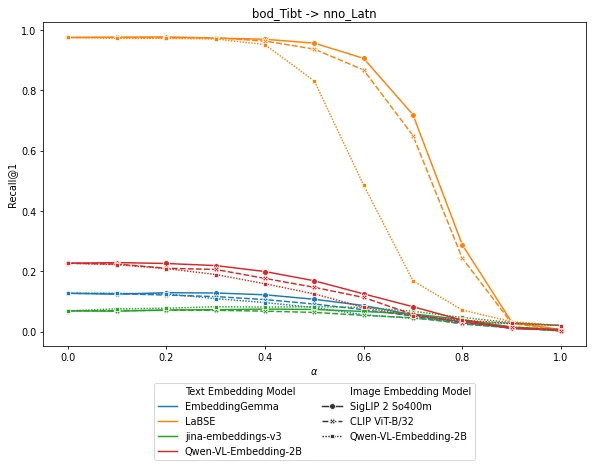 bod_Tibt -> nno_Latn
Recall@1
1.0
0.8
0.6
0.4
0.2
0.0
0.0 0.2 0.4 0.6 0.8 1.0
α
Text Embedding Model Image Embedding Model
EmbeddingGemma SigLIP 2 So400m
LaBSE CLIP ViT-B/32
jina-embeddings-v3 Qwen-VL-Embedding-2B
Qwen-VL-Embedding-2B